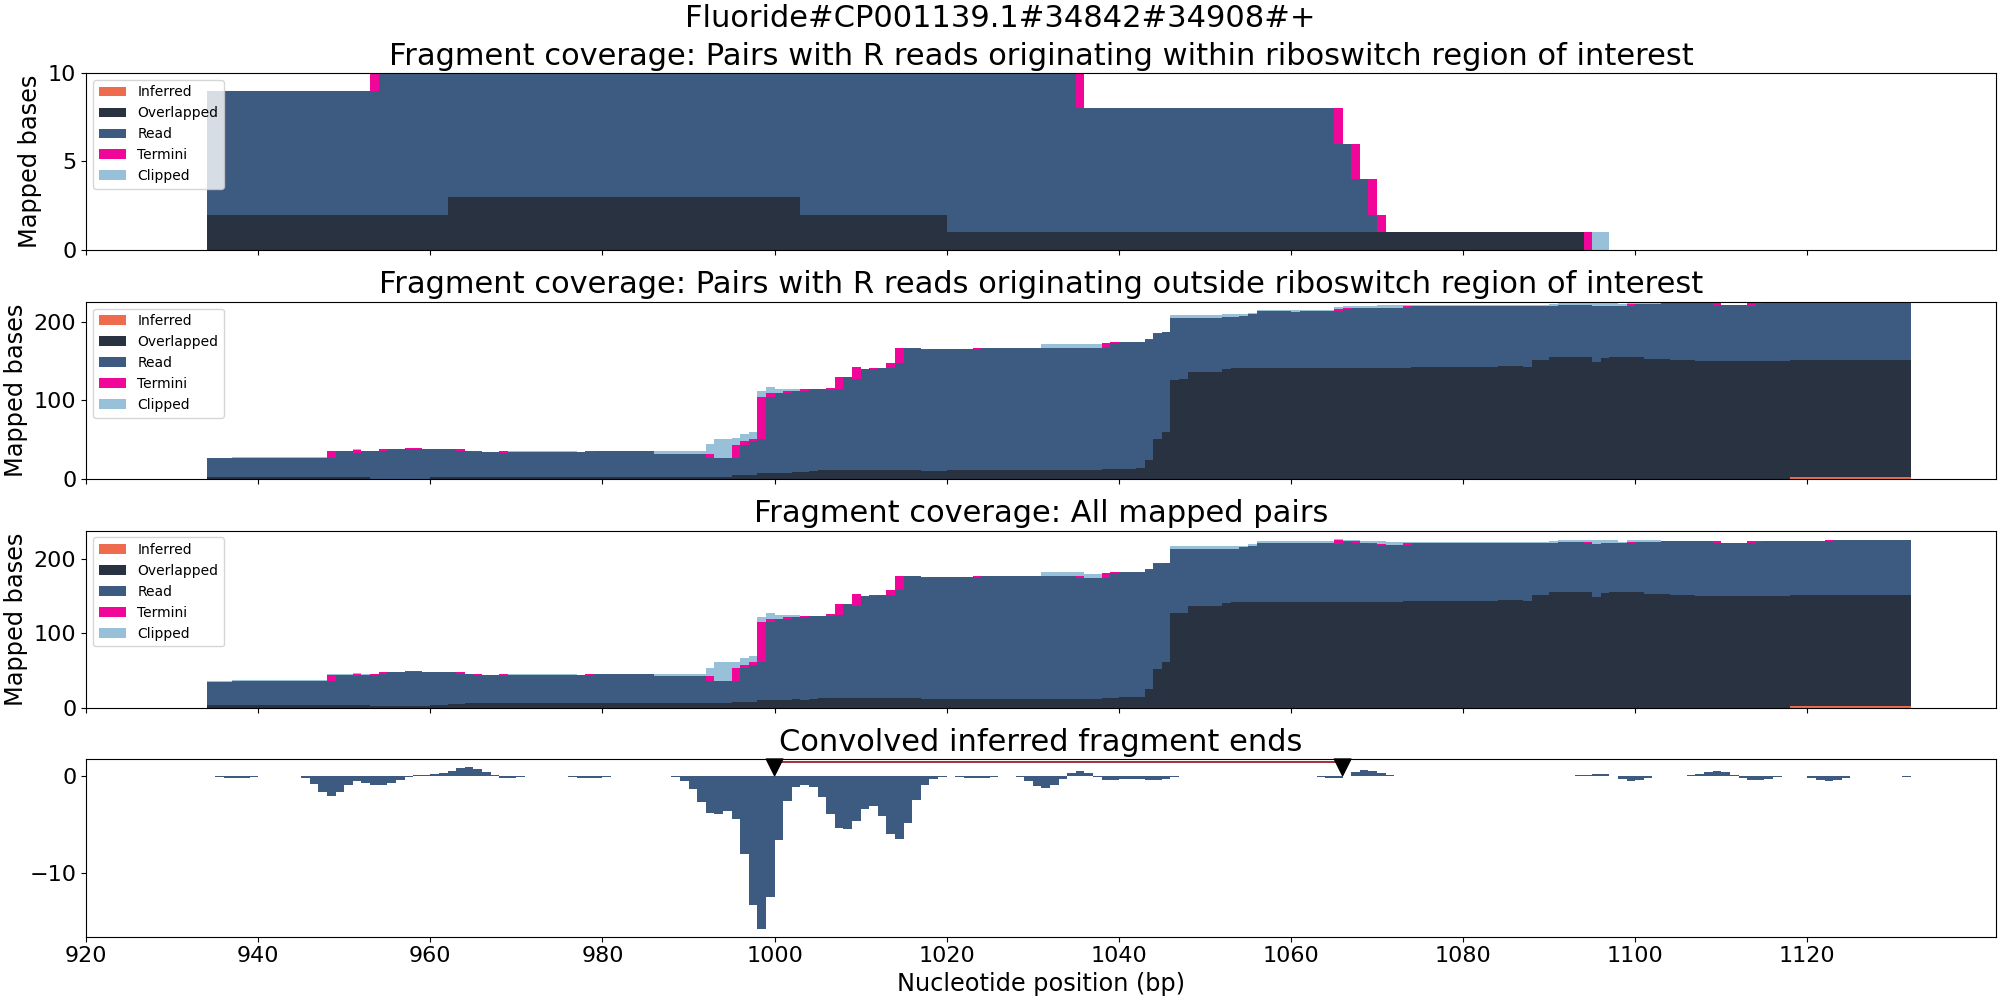 Fluoride#CP001139.1#34842#34908#+
Fragment coverage: Pairs with R reads originating within riboswitch region of interest
Mapped bases
10
5
0
Inferred
Overlapped
Read
Termini
Clipped
Fragment coverage: Pairs with R reads originating outside riboswitch region of interest
Mapped bases
200
100
0
Inferred
Overlapped
Read
Termini
Clipped
Fragment coverage: All mapped pairs
Mapped bases
200
100
0
Inferred
Overlapped
Read
Termini
Clipped
Convolved inferred fragment ends
0
−10
920 940 960 980 1000 1020 1040 1060 1080 1100 1120
Nucleotide position (bp)